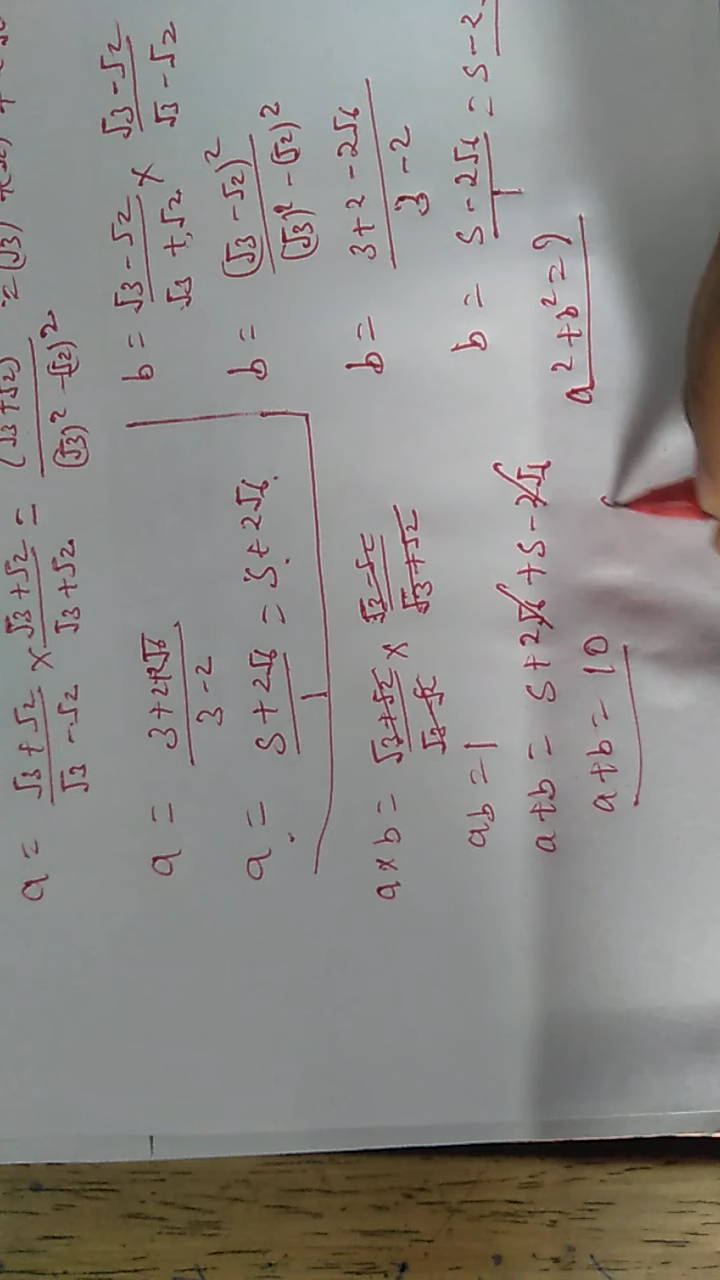 a = √3+√2/√3-√2 × √3+√2/√3+√2 = (√3+√2)/(√3)² - (√2)²
a = 3+2+2√6/3-2
a = 5+2√6/1 = 5+2√6
b = √3-√2/√3+√2 × √3-√2/√3-√2
b = (√3-√2)²/(√3)² - (√2)²
b = 3+2-2√6/3-2
b = 5-2√6/1 = 5-2
a×b = √3+√2/√3-√2 × √3-√2/√3+√2
ab = 1
a+b = 5+2√6+5-2√6
a+b = 10
a²+b² = ?